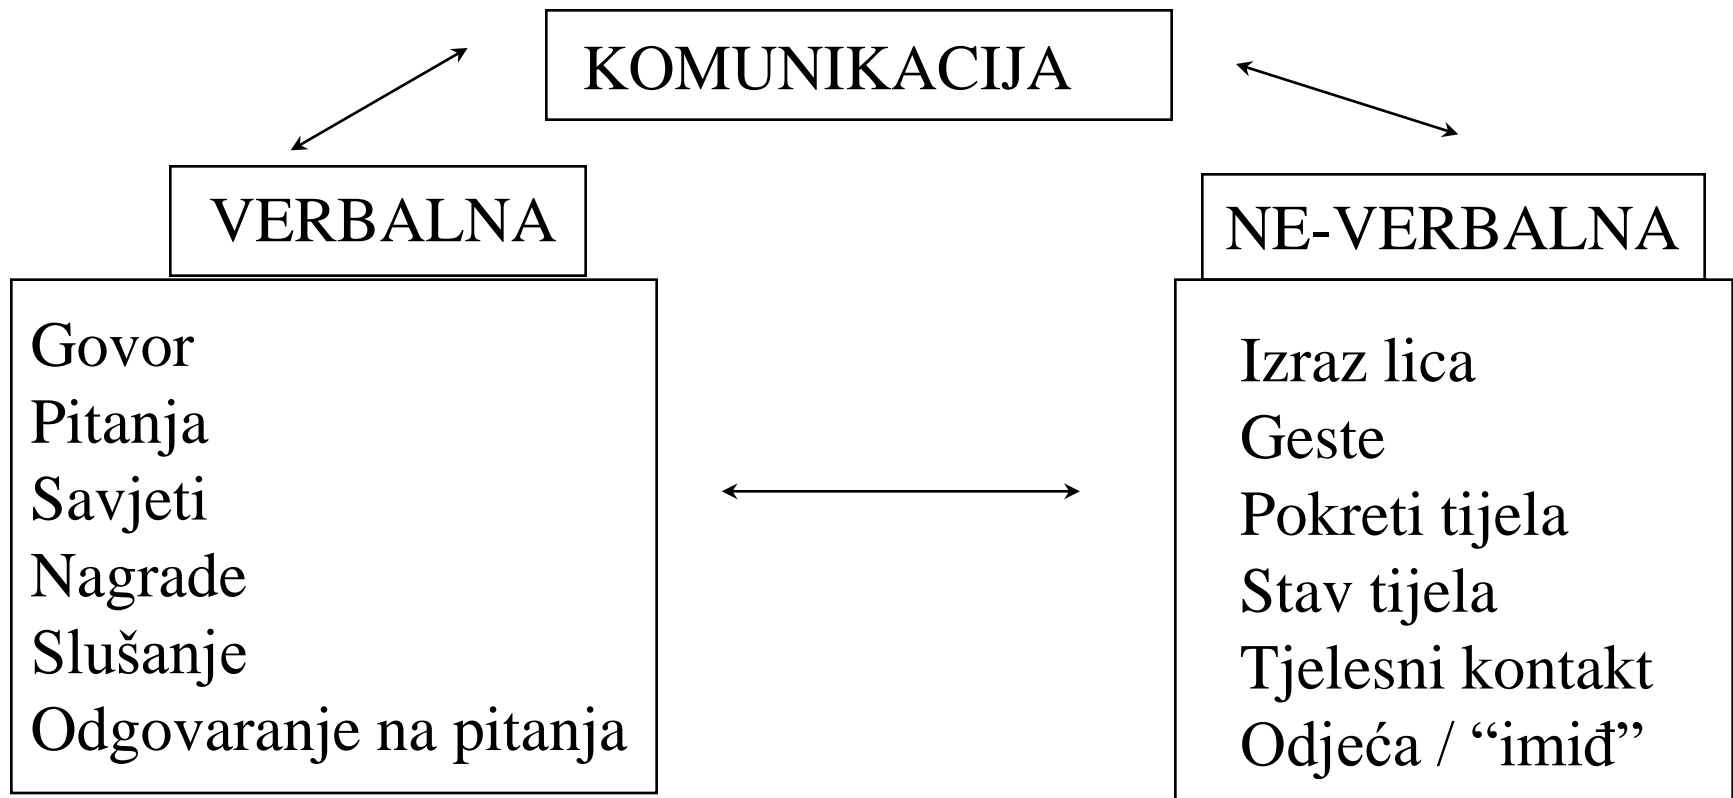 KOMUNIKACIJA
VERBALNA
Govor
Pitanja
Savjeti
Nagrade
Slušanje
Odgovaranje na pitanja
NE-VERBALNA
Izraz lica
Geste
Pokreti tijela
Stav tijela
Tjelesni kontakt
Odjeća / “imiđ”